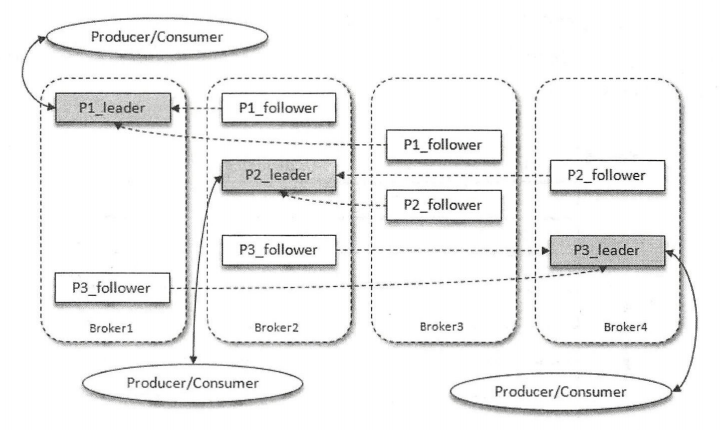 Producer/Consumer
P1_leader
P1_follower
P1_follower
P2_leader
P2_follower
P2_follower
P3_follower
P3_leader
P3_follower
Broker1
Broker2
Broker3
Broker4
Producer/Consumer
Producer/Consumer